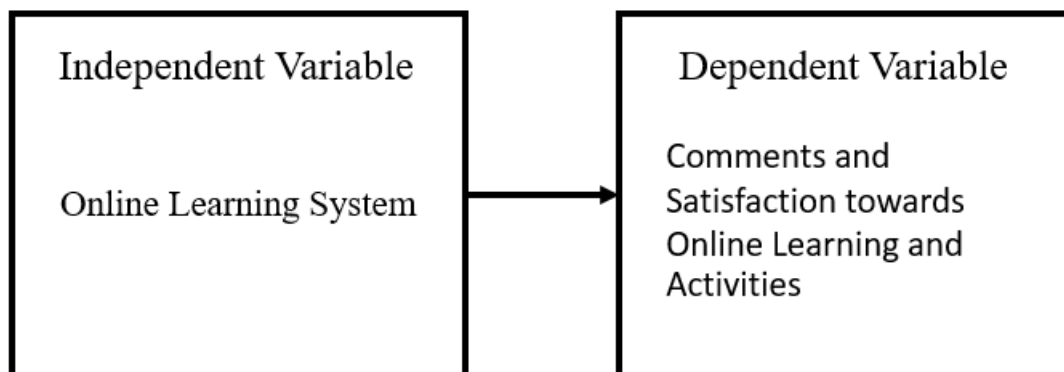 Independent Variable
Online Learning System
Dependent Variable
Comments and
Satisfaction towards
Online Learning and
Activities